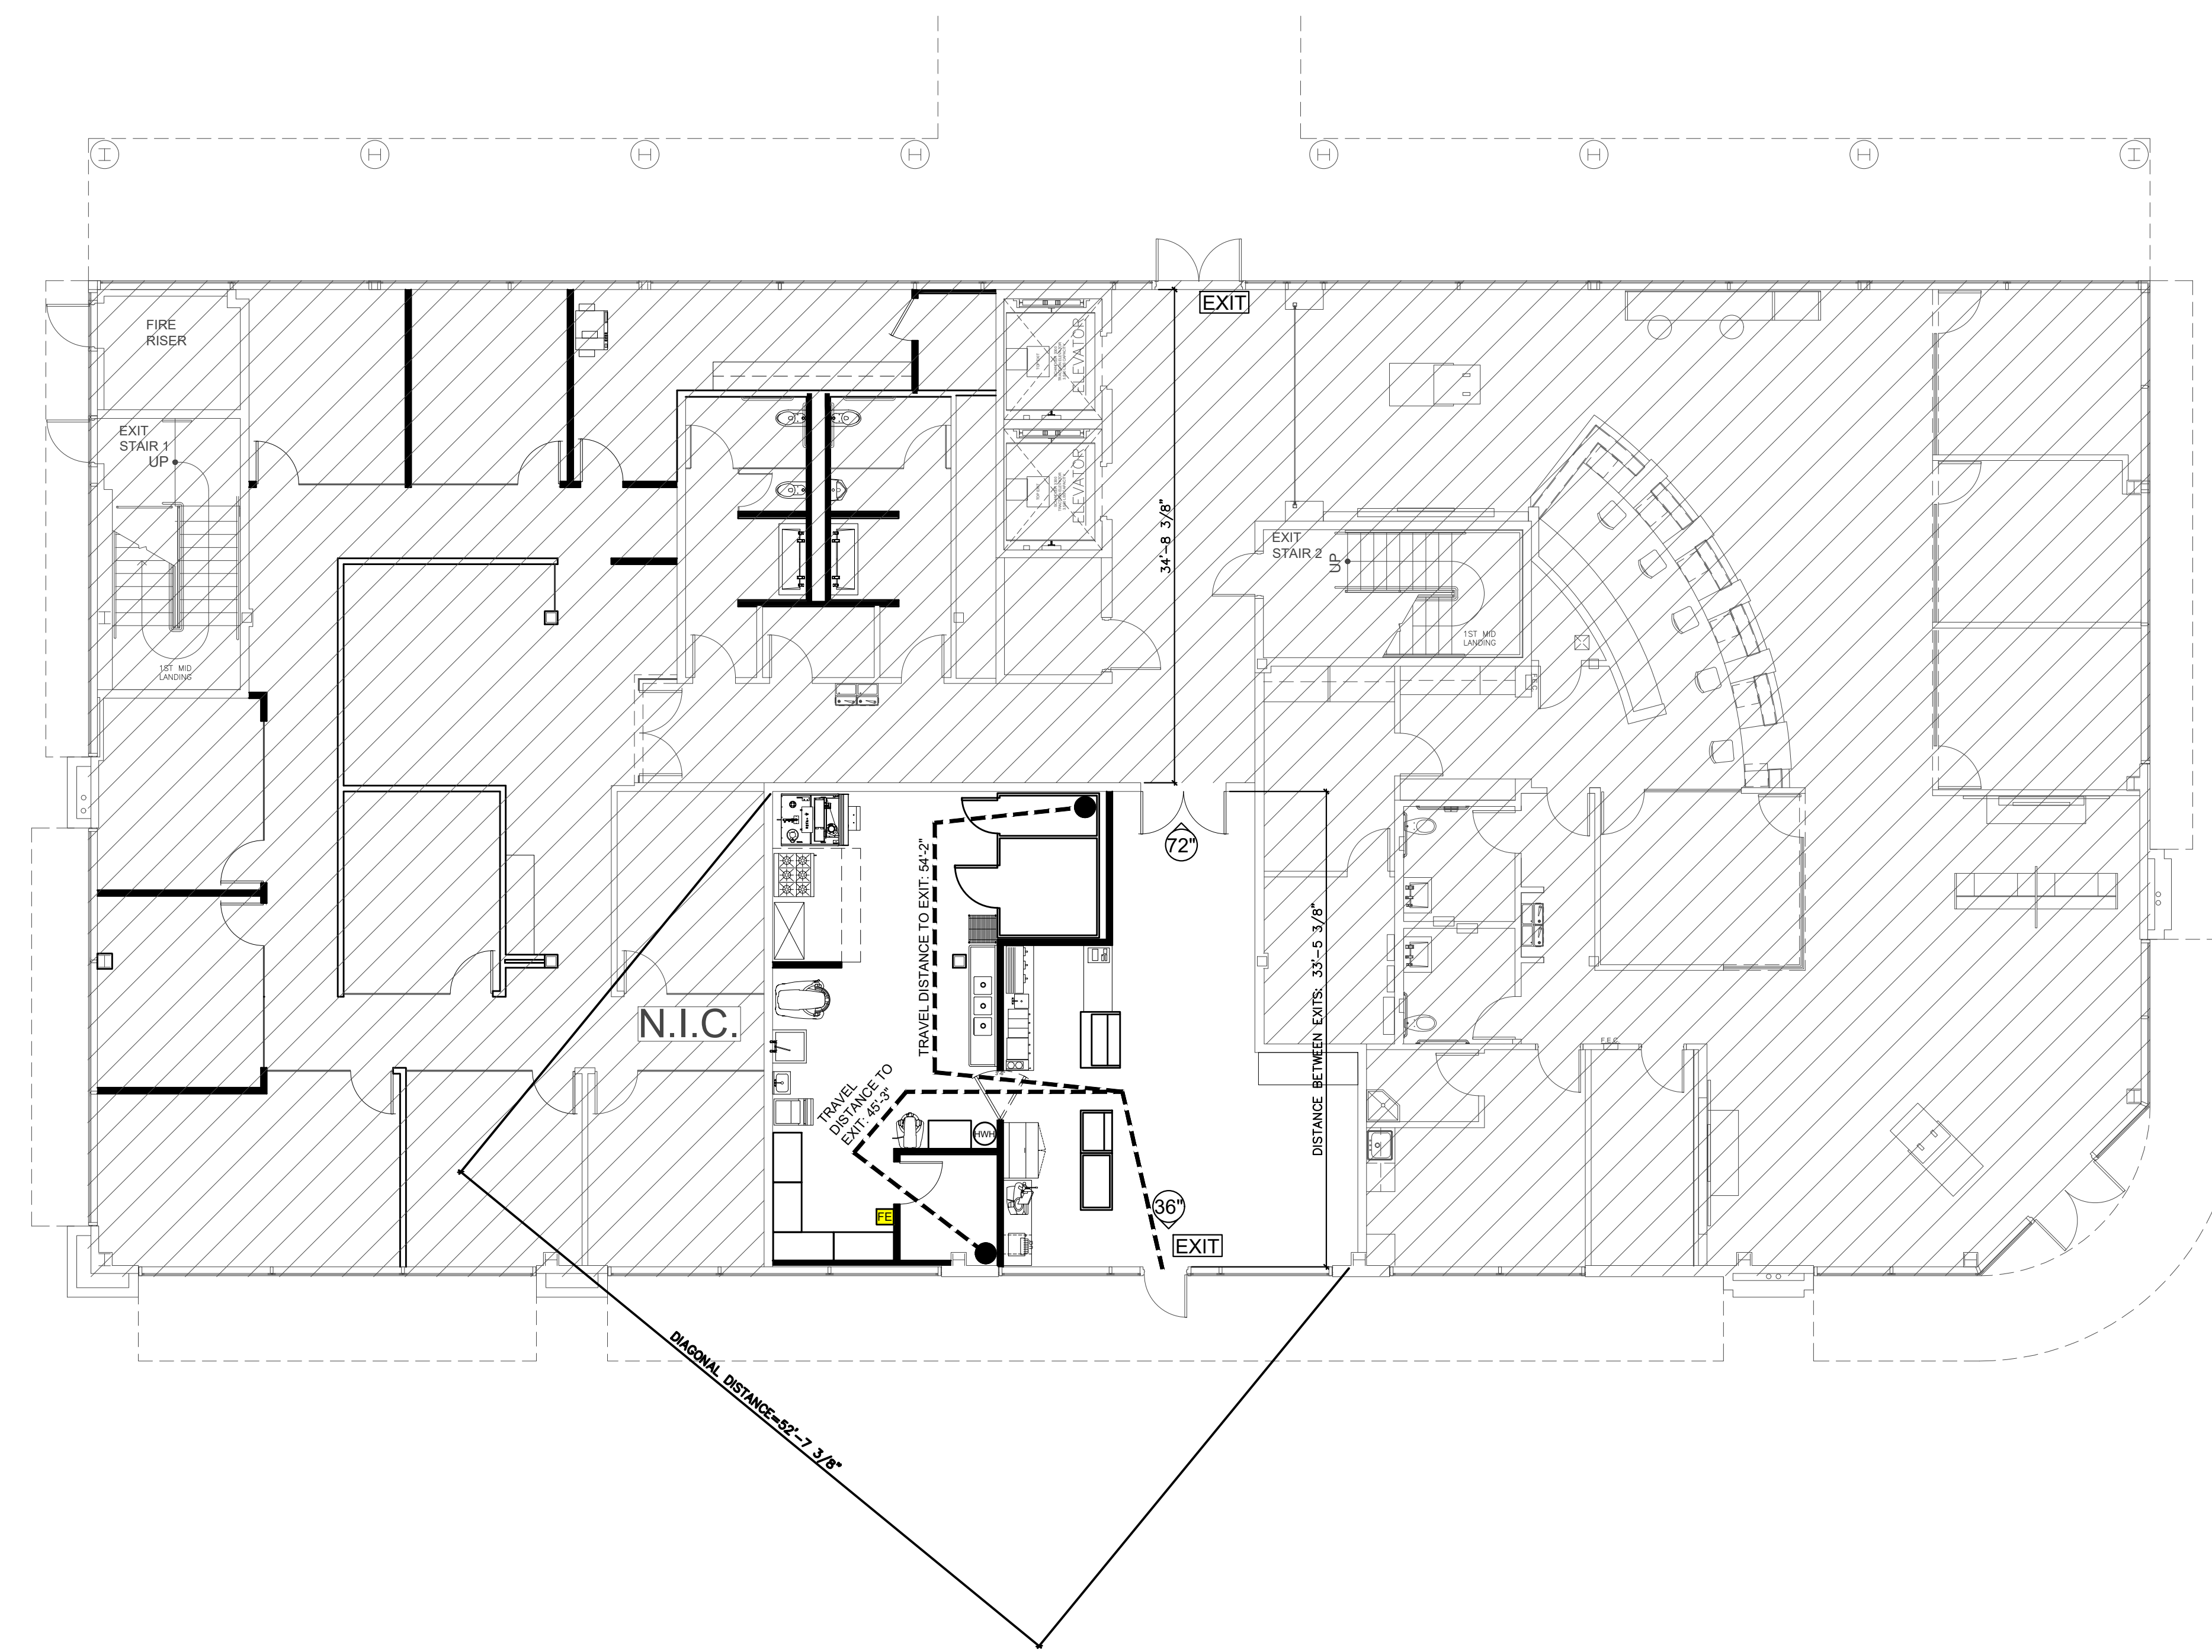 EXIT
FIRE
RISER
ELEVATOR
EXIT
STAIR 1
UP
ELEVATOR
34'-8 3/8"
EXIT
STAIR 2
UP
1ST MID
LANDING
1ST MID
LANDING
F.E.C.
72"
TRAVEL DISTANCE TO EXIT: 54'-2"
DISTANCE BETWEEN EXITS: 33'-5 3/8"
N.I.C.
F.E.C.
TRAVEL
DISTANCE TO
EXIT: 45'-3"
HWH
36"
FE
EXIT
DIAGONAL DISTANCE=52'-7 3/8"